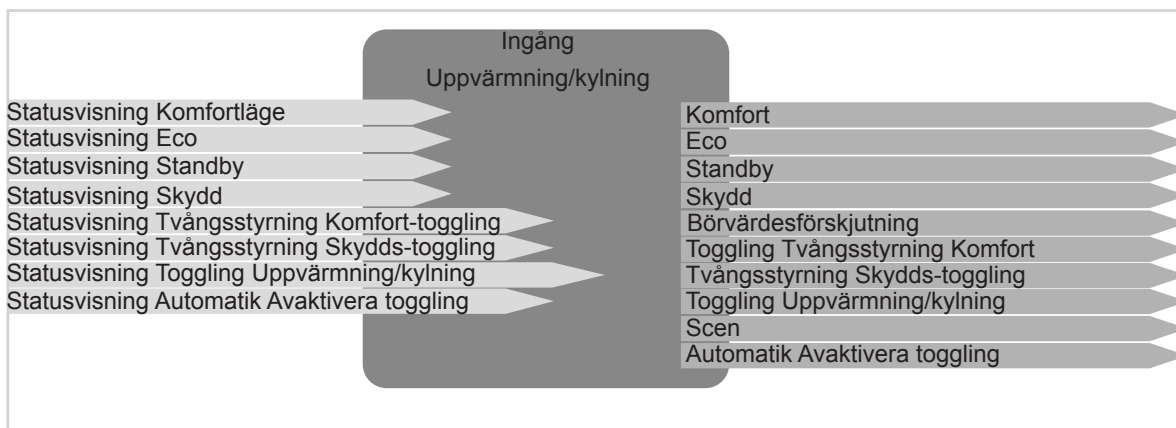 Ingång
Uppvärmning/kylning
Statusvisning Komfortläge
Statusvisning Eco
Statusvisning Standby
Statusvisning Skydd
Statusvisning Tvångsstyrning Komfort-toggling
Statusvisning Tvångsstyrning Skydds-toggling
Statusvisning Toggling Uppvärmning/kylning
Statusvisning Automatik Avaktivera toggling
Komfort
Eco
Standby
Skydd
Börvärdesförskjutning
Toggling Tvångsstyrning Komfort
Tvångsstyrning Skydds-toggling
Toggling Uppvärmning/kylning
Scen
Automatik Avaktivera toggling